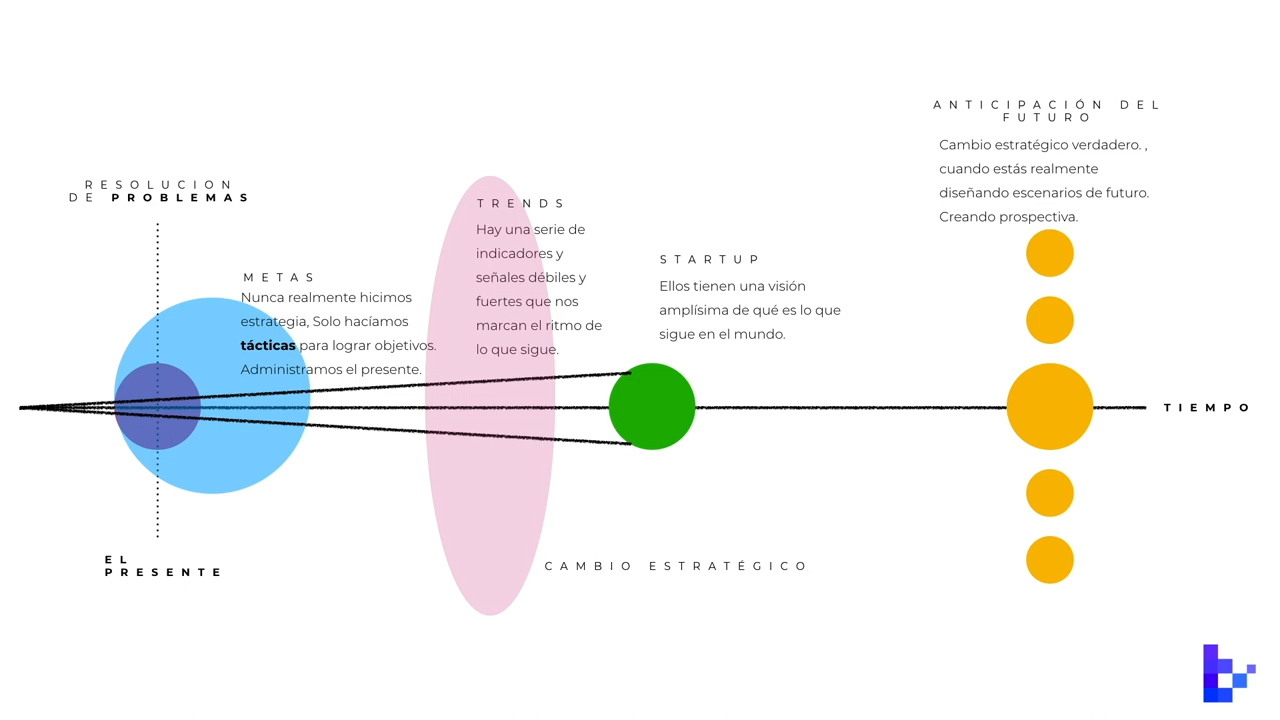 RESOLUCION
DE PROBLEMAS
METAS
Nunca realmente hicimos
estrategia, Solo hacíamos
tácticas para lograr objetivos.
Administramos el presente.
EL
PRESENTE
TRENDS
Hay una serie de
indicadores y
señales débiles y
fuertes que nos
marcan el ritmo de
lo que sigue.
STARTUP
Ellos tienen una visión
amplísima de qué es lo que
sigue en el mundo.
CAMBIO ESTRATÉGICO
ANTICIPACIÓN DEL
FUTURO
Cambio estratégico verdadero. ,
cuando estás realmente
diseñando escenarios de futuro.
Creando prospectiva.
TIEMPO